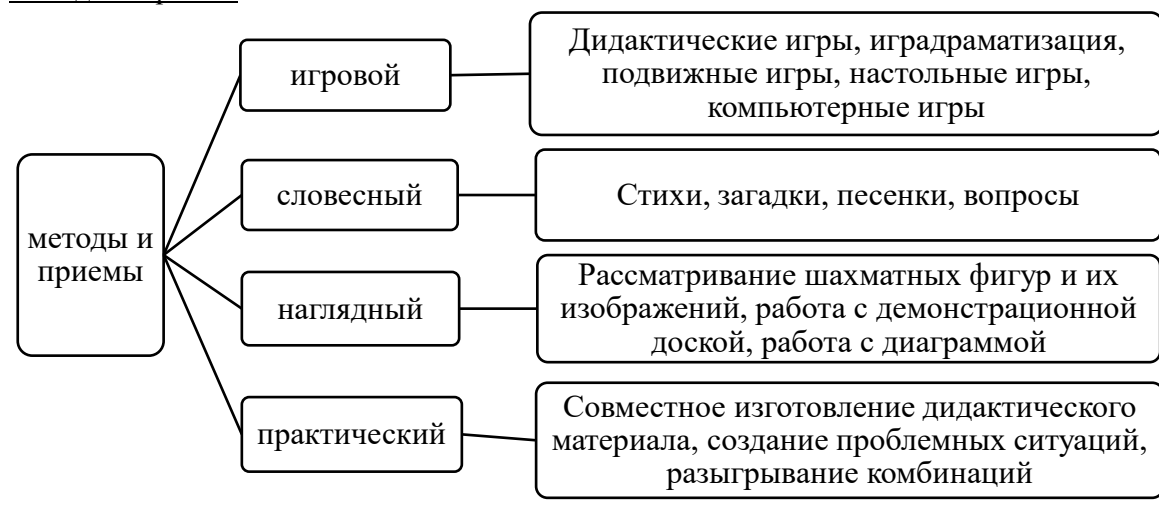 методы и
приемы
игровой
Дидактические игры, иградраматизация,
подвижные игры, настольные игры,
компьютерные игры
словесный
Стихи, загадки, песенки, вопросы
наглядный
Рассматривание шахматных фигур и их
изображений, работа с демонстрационной
доской, работа с диаграммой
практический
Совместное изготовление дидактического
материала, создание проблемных ситуаций,
разыгрывание комбинаций